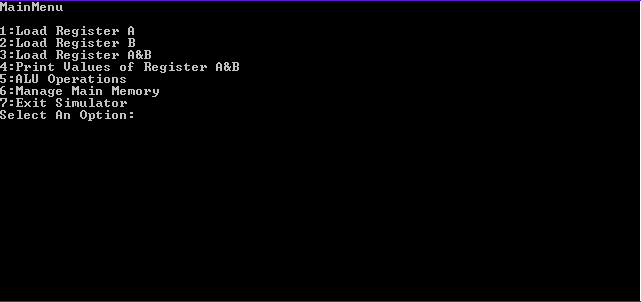 MainMenu
1:Load Register A
2:Load Register B
3:Load Register A&B
4:Print Values of Register A&B
5:ALU Operations
6:Manage Main Memory
7:Exit Simulator
Select An Option: